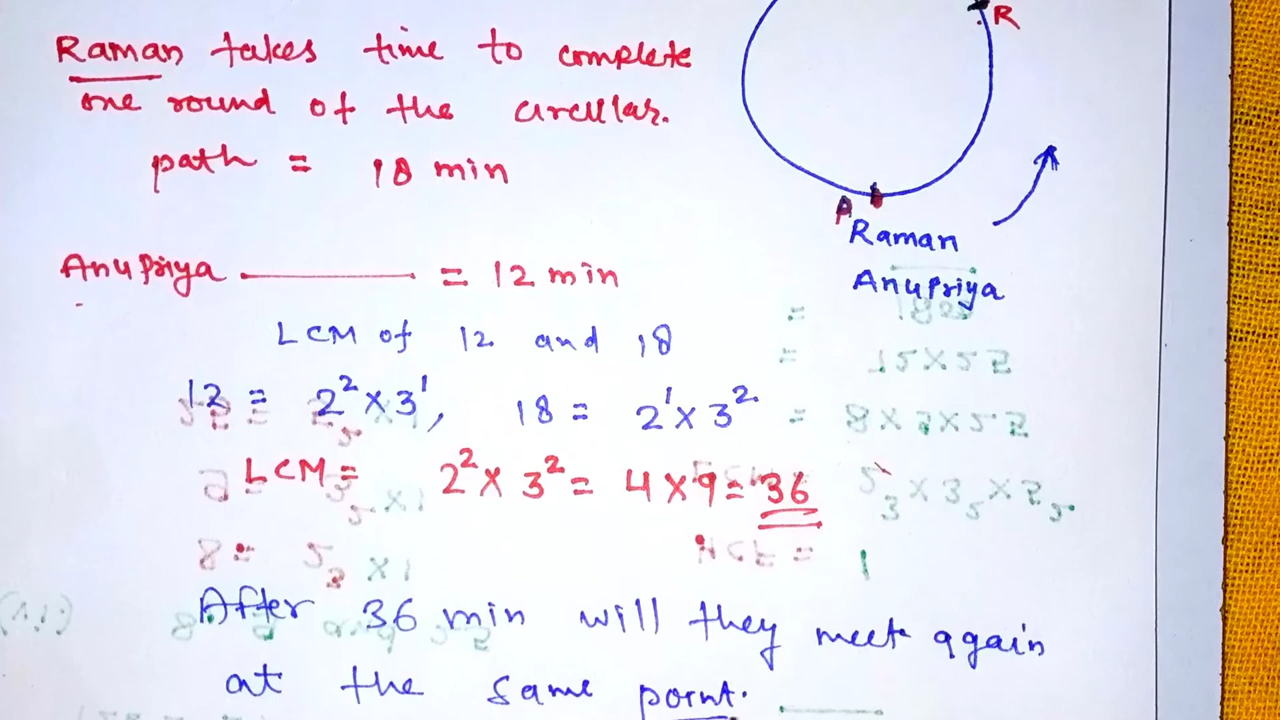 R
Raman takes time to complete
one round of the circular.
path = 18 min
A
Raman
Anupriya
Anupriya ——— = 12 min
LCM of 12 and 18
12 = 2² × 3¹, 18 = 2¹ × 3²
LCM = 2² × 3² = 4 × 9 = 36
After 36 min will they meet again
at the same point.